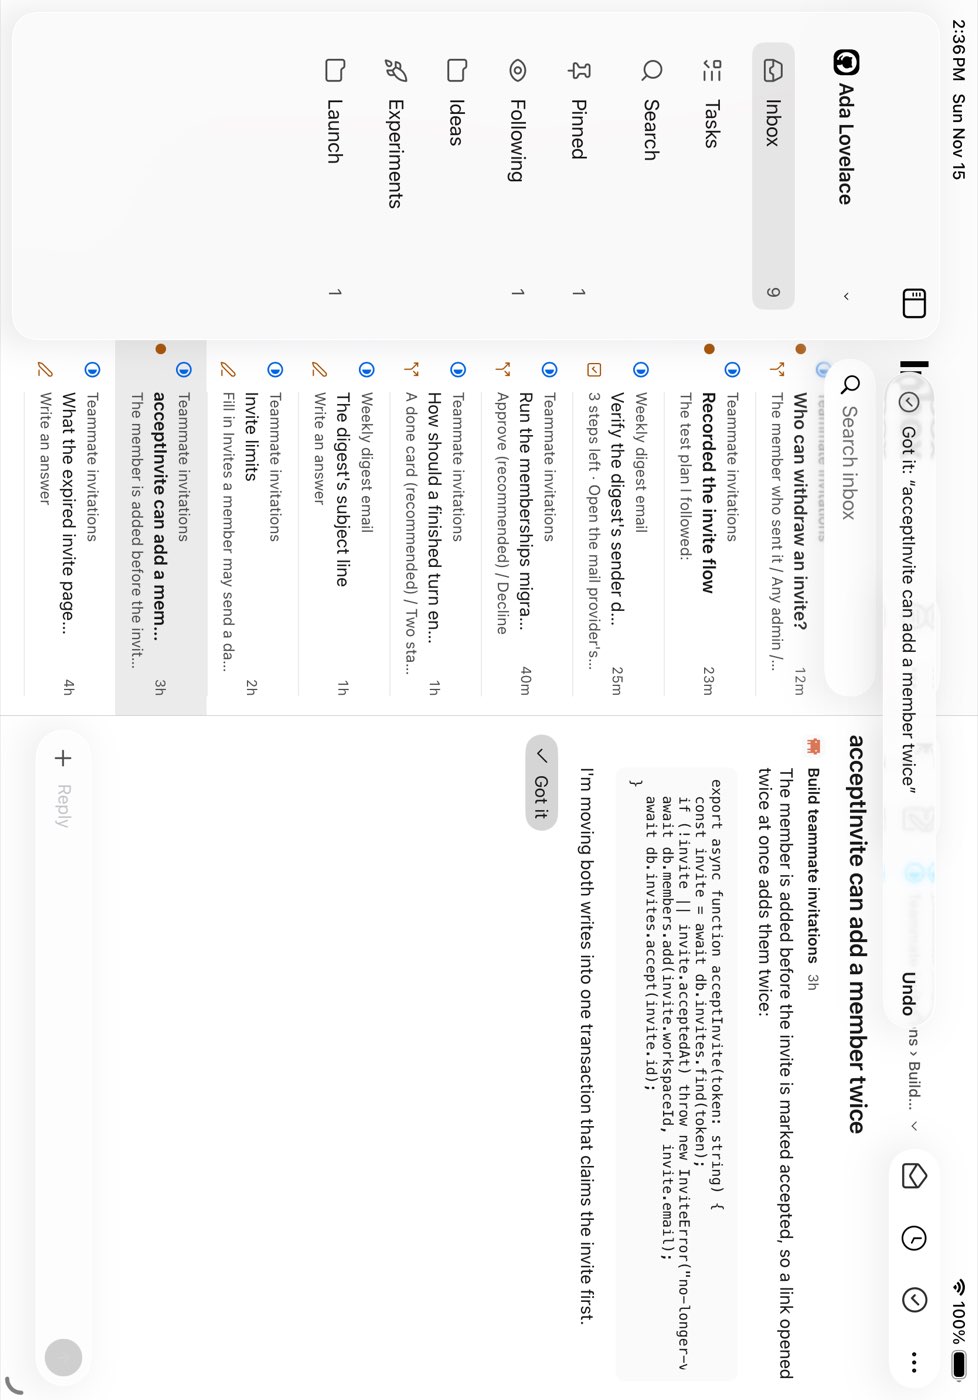 2:36 PM Sun Nov 15
100%
Ada Lovelace
Inbox 9
Tasks
Search
Pinned 1
Following 1
Ideas
Experiments
Launch 1
Got it: “acceptInvite can add a member twice”
Undo
Search inbox
Teammate invitations
Who can withdraw an invite? 12m
The member who sent it / Any admin /...
Teammate invitations
Recorded the invite flow 23m
The test plan I followed:
Weekly digest email
Verify the digest's sender d... 25m
3 steps left · Open the mail provider's...
Teammate invitations
Run the memberships migra... 40m
Approve (recommended) / Decline
Teammate invitations
How should a finished turn en... 1h
A done card (recommended) / Two sta...
Weekly digest email
The digest's subject line 1h
Write an answer
Teammate invitations
Invite limits 2h
Fill in Invites a member may send a da...
Teammate invitations
acceptInvite can add a mem... 3h
The member is added before the invit...
Teammate invitations
What the expired invite page... 4h
Write an answer
ns › Build...
acceptInvite can add a member twice
Build teammate invitations 3h
The member is added before the invite is marked accepted, so a link opened
twice at once adds them twice:
export async function acceptInvite(token: string) {
const invite = await db.invites.find(token);
if (!invite || invite.acceptedAt) throw new InviteError("no-longer-v
await db.members.add(invite.workspaceId, invite.email);
await db.invites.accept(invite.id);
}
I'm moving both writes into one transaction that claims the invite first.
Got it
Reply